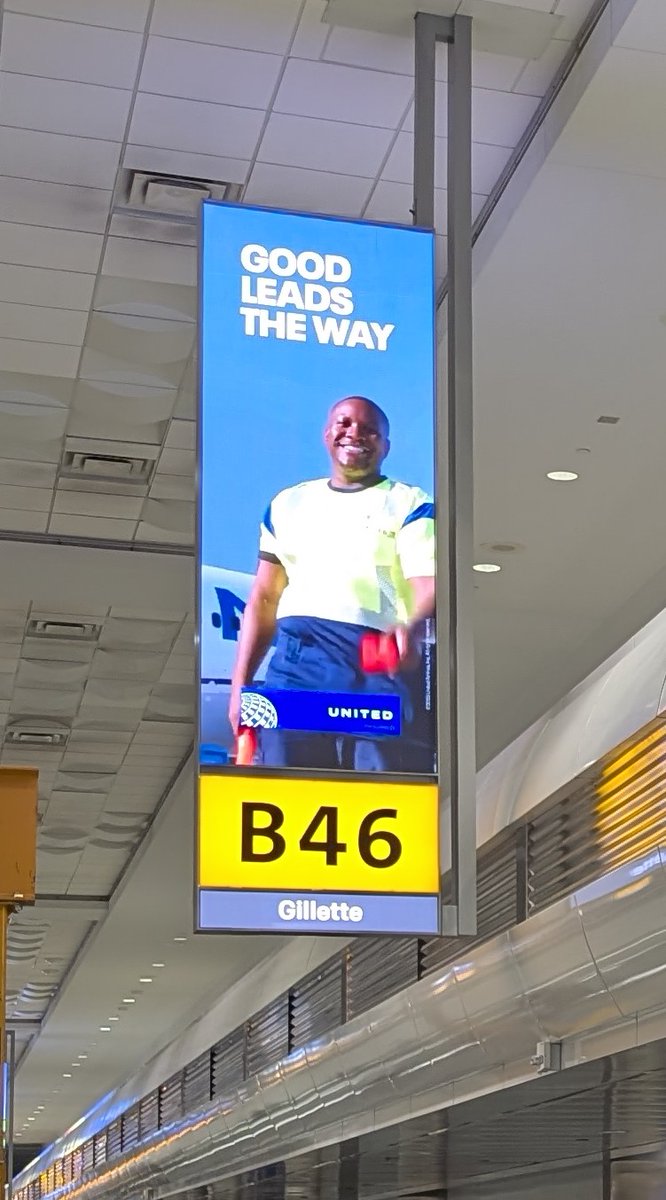 GOOD
LEADS
THE WAY
UNITED
B46
Gillette